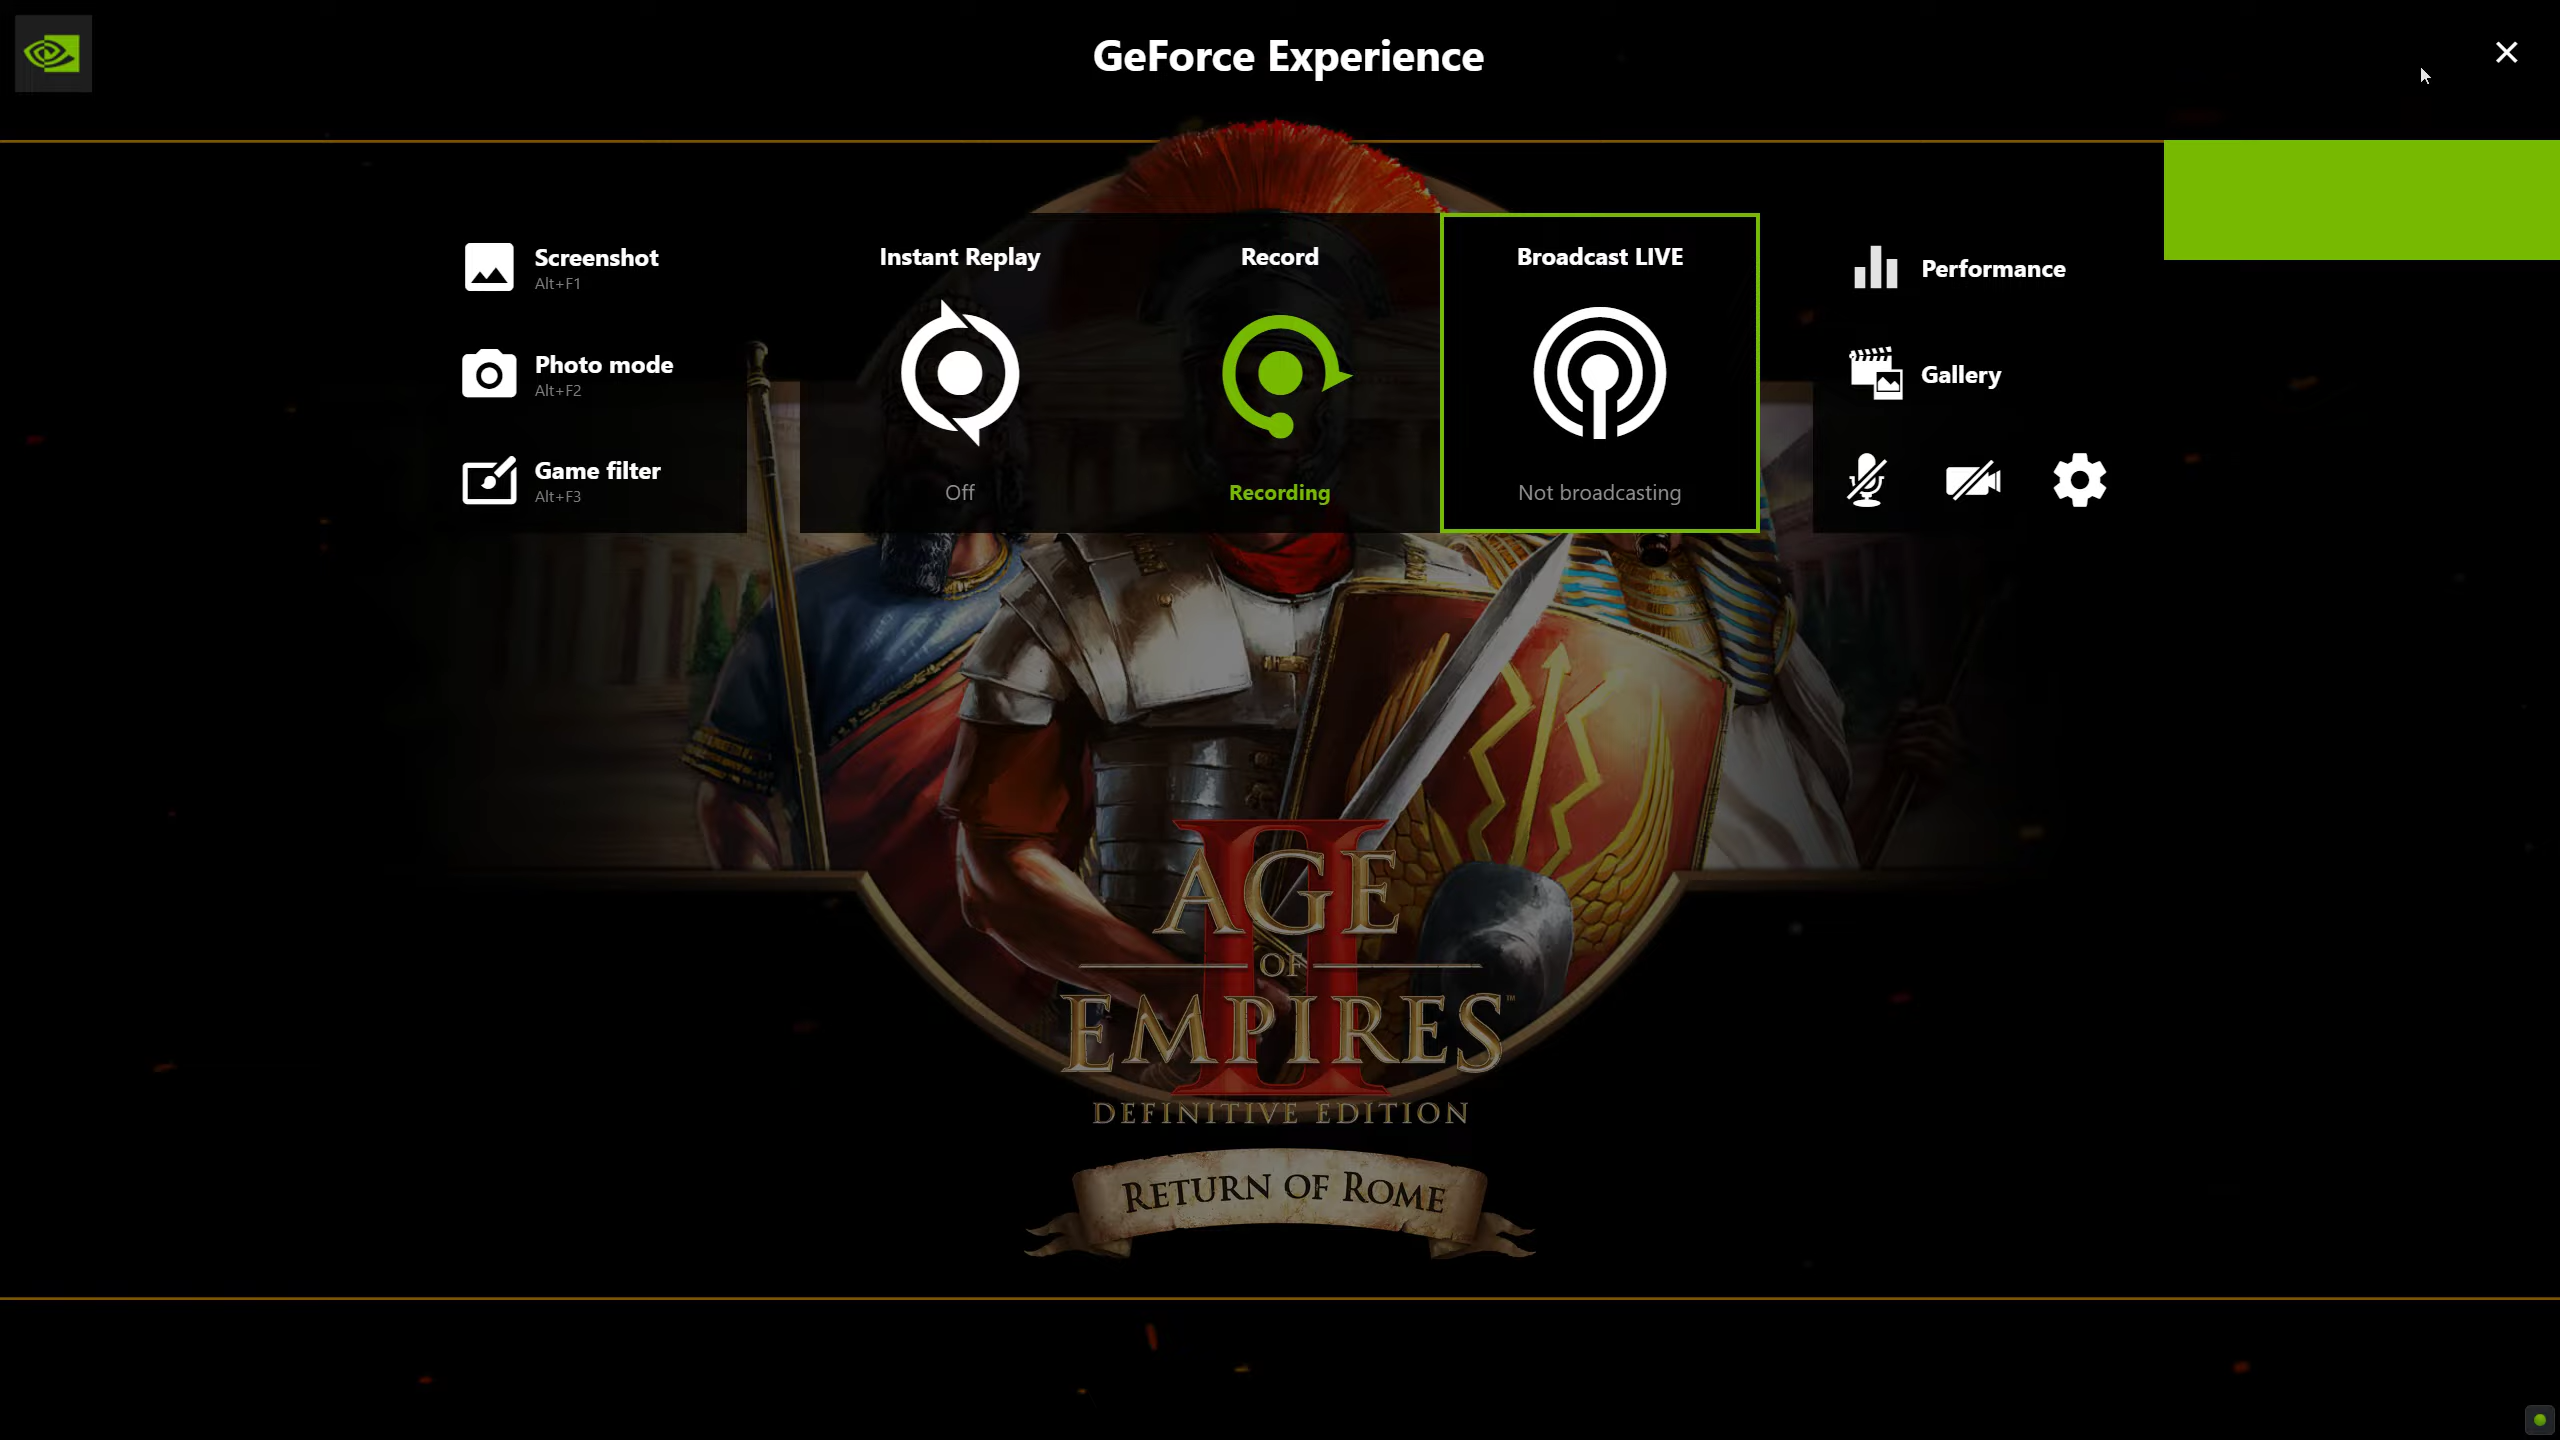 GeForce Experience
Screenshot
Alt+F1
Photo mode
Alt+F2
Game filter
Alt+F3
Instant Replay
Off
Record
Recording
Broadcast LIVE
Not broadcasting
Performance
Gallery
AGE
II
OF
EMPIRES™
DEFINITIVE EDITION
RETURN OF ROME